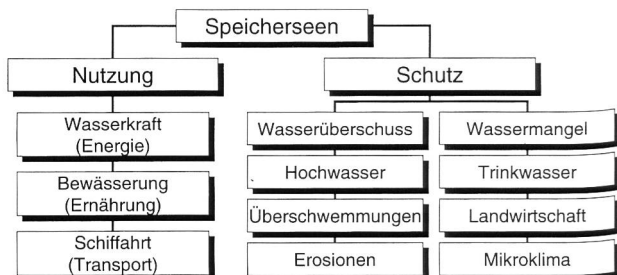 Speicherseen
Nutzung
Schutz
Wasserkraft
(Energie)
Bewässerung
(Ernährung)
Schiffahrt
(Transport)
Wasserüberschuss
Hochwasser
Überschwemmungen
Erosionen
Wassermangel
Trinkwasser
Landwirtschaft
Mikroklima